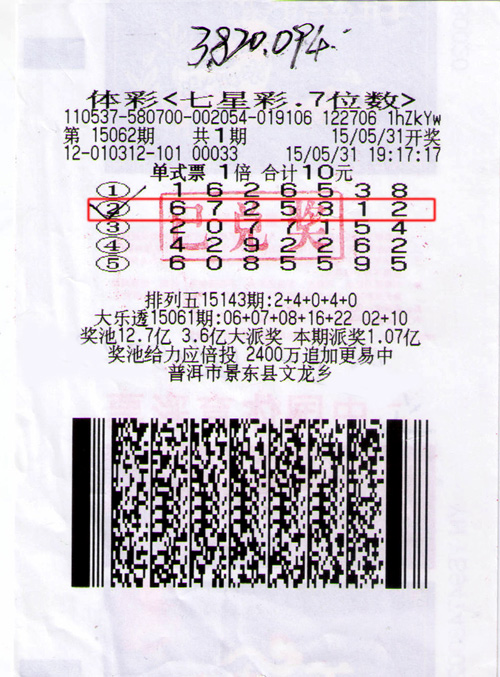 3,820,094.
体彩<七星彩.7位数>
110537-580700-002054-019106 122706 1hZkYw
第 15062期 共1期 15/05/31开奖
12-010312-101 00033 15/05/31 19:17:17
单式票 1倍 合计10元
① 1 6 2 6 5 3 8
② 6 7 2 5 3 1 2
③ 2 0 7 1 5 4
④ 4 2 9 2 2 6 2
⑤ 6 0 8 5 5 9 5
已兑奖
排列五15143期:2+4+0+4+0
大乐透15061期:06+07+08+16+22 02+10
奖池12.7亿 3.6亿大派奖 本期派奖1.07亿
奖池给力应倍投 2400万追加更易中
普洱市景东县文龙乡